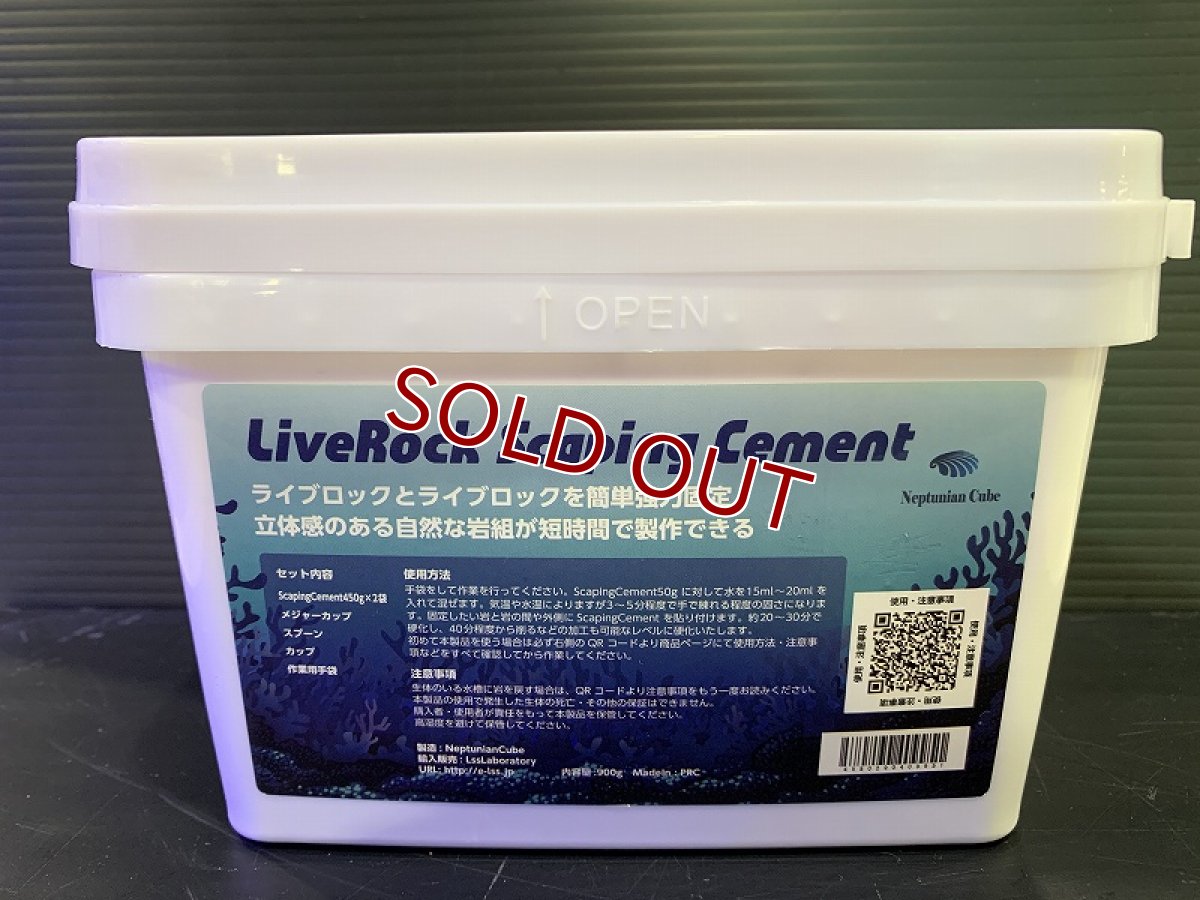 ↑ OPEN
SOLD OUT
LiveRock Scaping Cement
Neptunian Cube
ライブロックとライブロックを簡単強力固定
立体感のある自然な岩組が短時間で製作できる
セット内容
ScapingCement450g×2袋
メジャーカップ
スプーン
カップ
作業用手袋
使用方法
手袋をして作業を行ってください。ScapingCement50g に対して水を15ml～20ml を
入れて混ぜます。気温や水温によりますが3～5分程度で手で練れる程度の固さになりま
す。固定したい岩と岩の間や外側に ScapingCement を貼り付けます。約20～30分で
硬化し、40分程度から削るなどの加工も可能なレベルに硬化いたします。
初めて本製品を使う場合は必ず右側の QR コードより商品ページにて使用方法・注意事
項などをすべて確認してから作業してください。
注意事項
生体のいる水槽に岩を戻す場合は、QR コードより注意事項をもう一度お読みください。
本製品の使用で発生した生体の死亡・その他の保証はできません。
購入者・使用者が責任をもって本製品を保管してください。
高湿度を避けて保管してください。
製造：NeptunianCube
輸入販売：LssLaboratory
URL: http://e-lss.jp
内容量：900g MadeIn : PRC
使用・注意事項
使用・注意事項
使用・注意事項
使用・注意事項